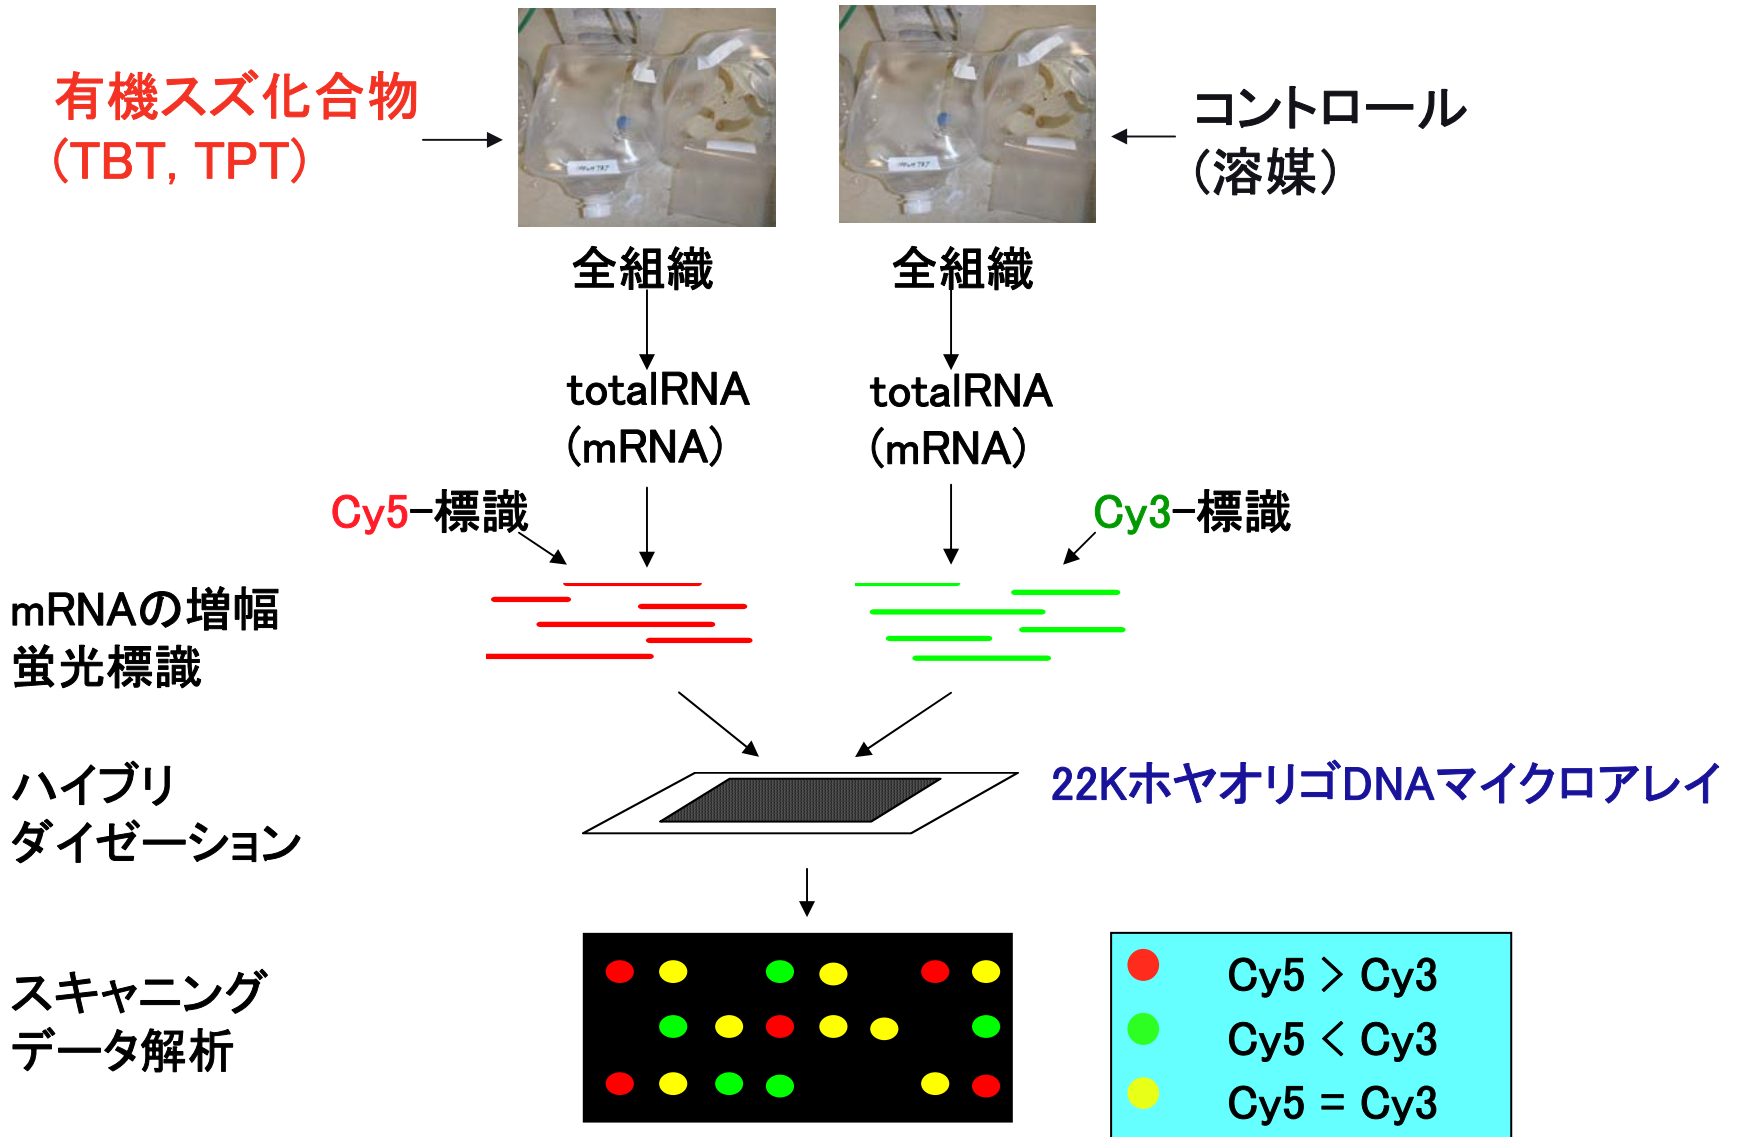 有機スズ化合物
(TBT, TPT)
コントロール
(溶媒)
全組織
全組織
totalRNA
(mRNA)
totalRNA
(mRNA)
Cy5-標識
Cy3-標識
mRNAの増幅
蛍光標識
ハイブリ
ダイゼーション
22KホヤオリゴDNAマイクロアレイ
スキャニング
データ解析
Cy5 > Cy3
Cy5 < Cy3
Cy5 = Cy3